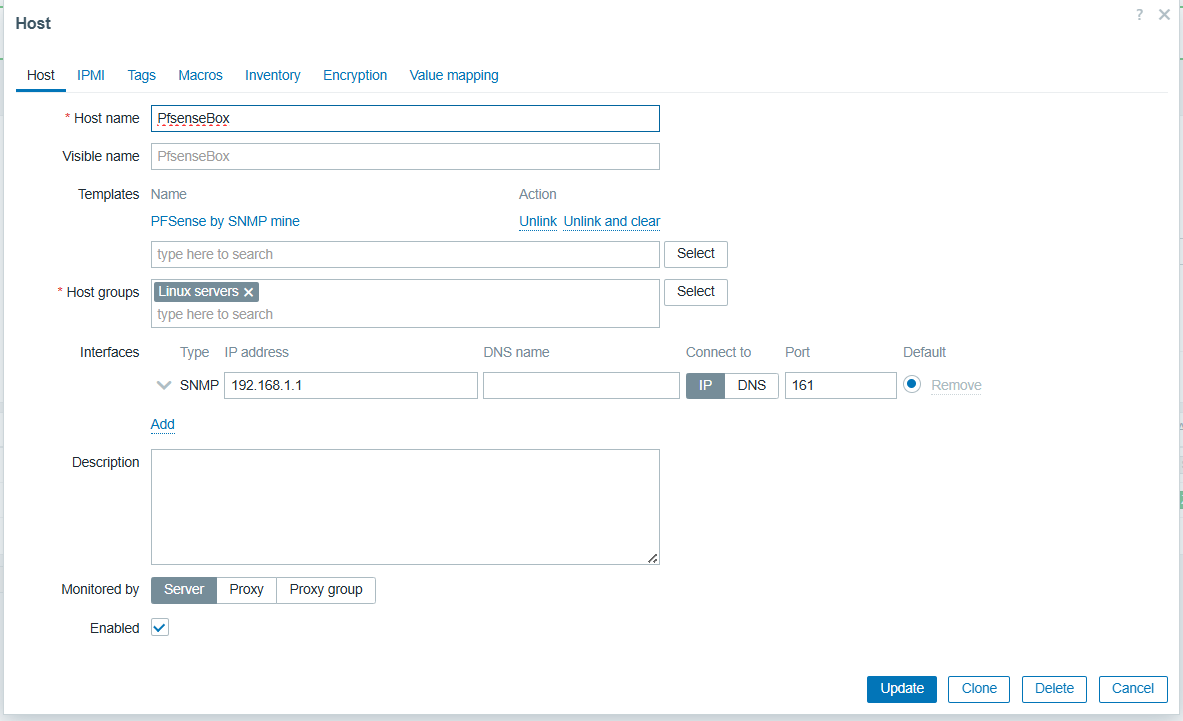 Host
?
Host IPMI Tags Macros Inventory Encryption Value mapping
* Host name PfsenseBox
Visible name PfsenseBox
Templates Name Action
PFSense by SNMP mine Unlink Unlink and clear
type here to search Select
* Host groups Linux servers Select
type here to search
Interfaces Type IP address DNS name Connect to Port Default
SNMP 192.168.1.1 IP DNS 161 Remove
Add
Description
Monitored by Server Proxy Proxy group
Enabled
Update Clone Delete Cancel